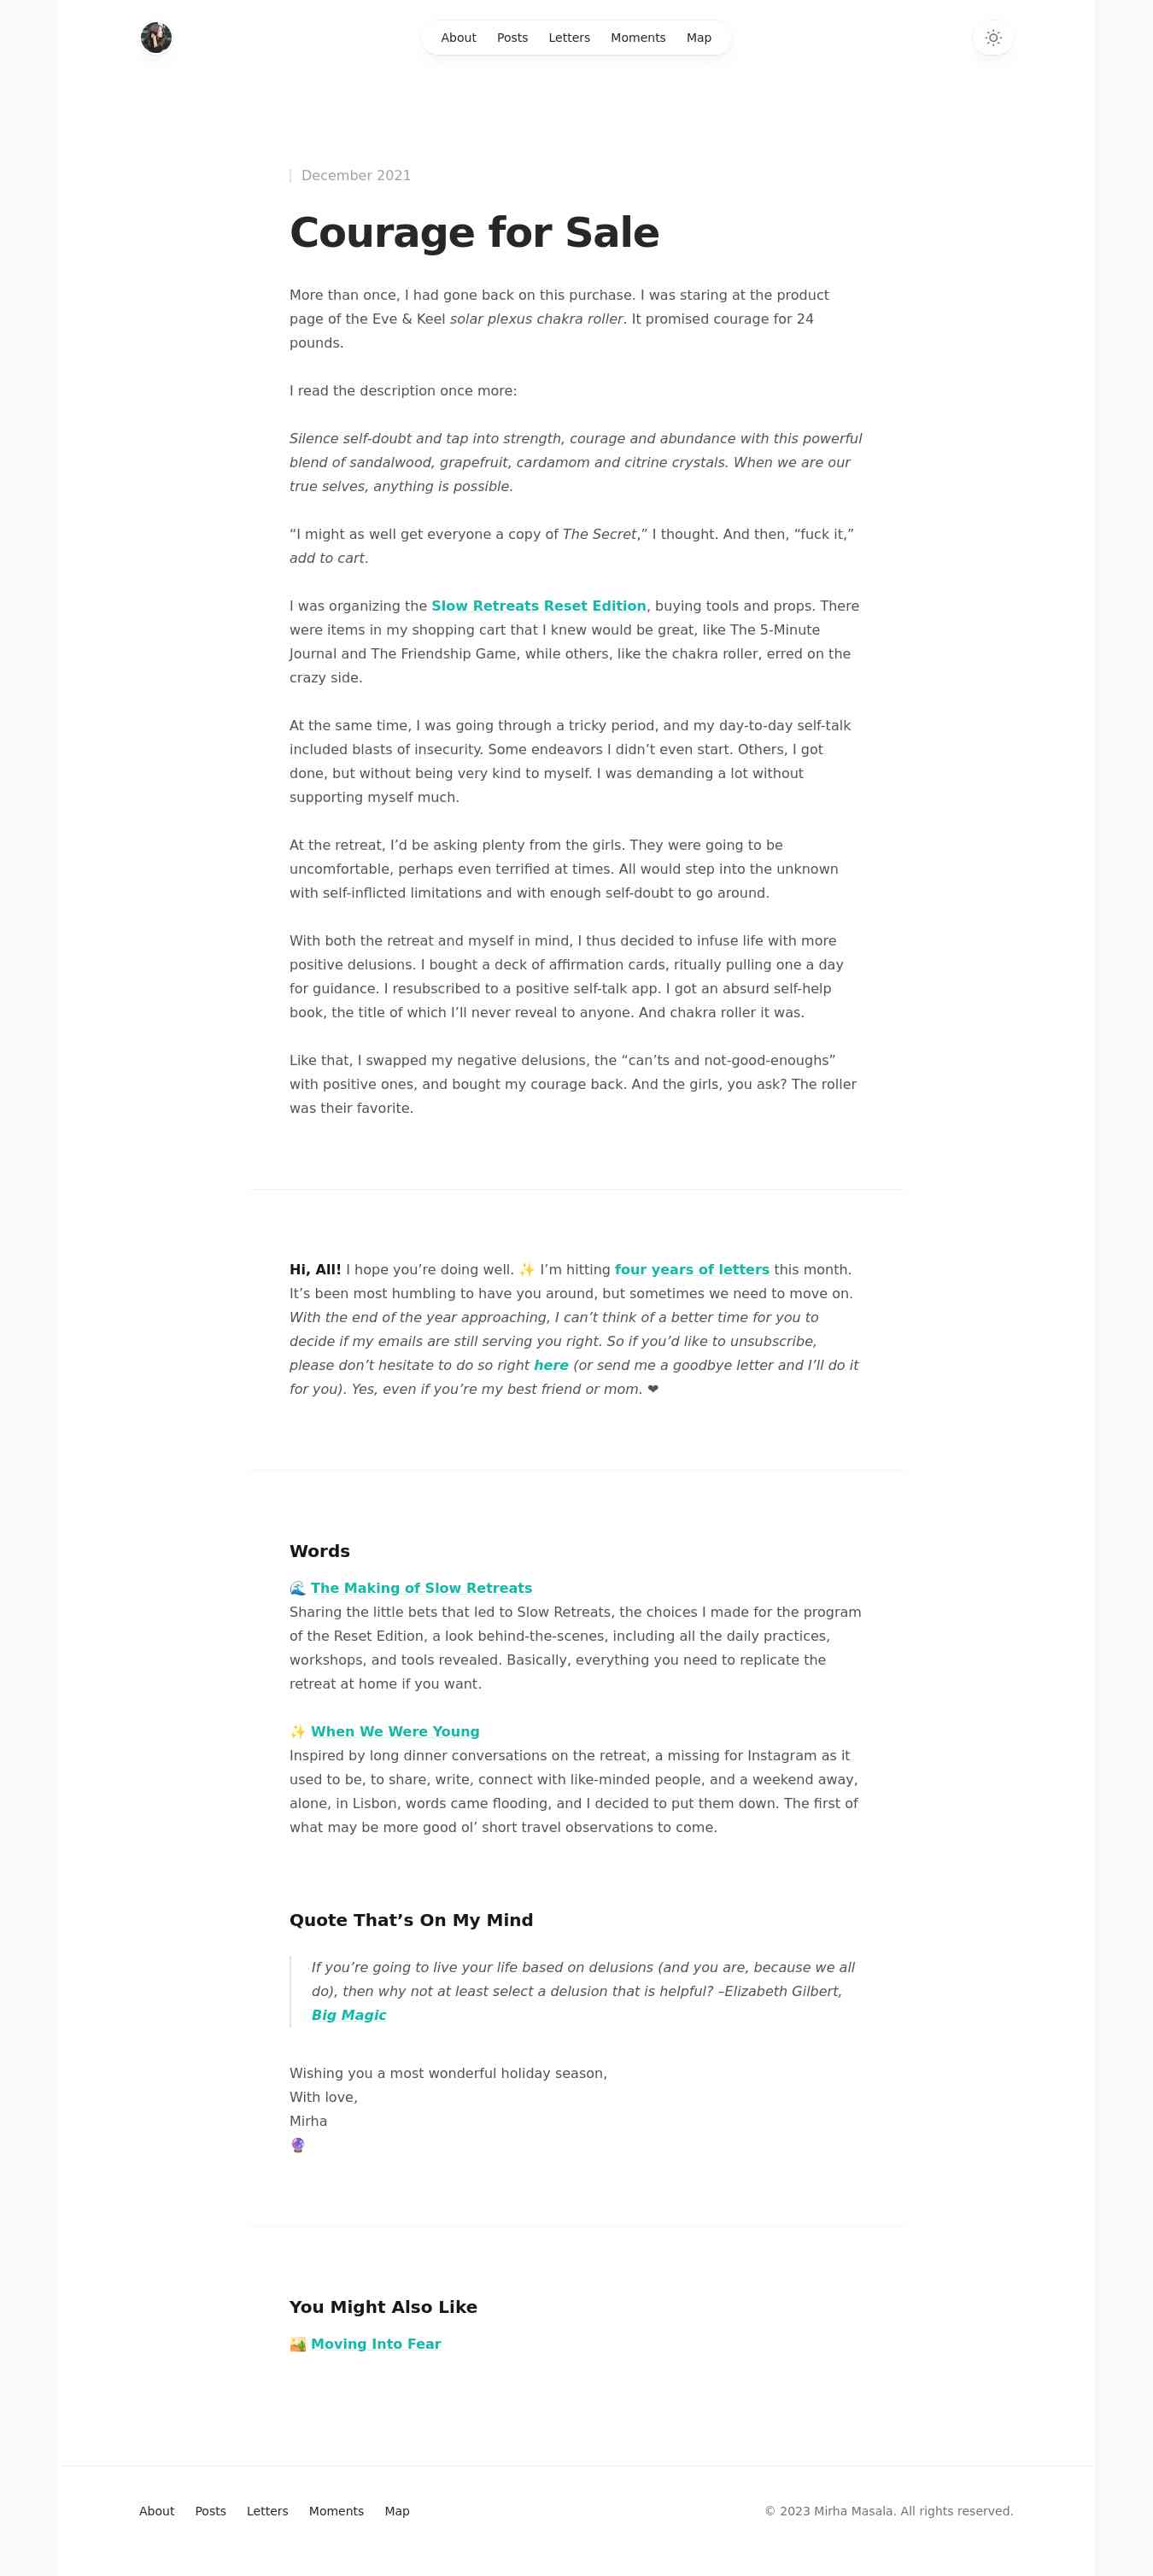 About Posts Letters Moments Map
December 2021
Courage for Sale
More than once, I had gone back on this purchase. I was staring at the product
page of the Eve & Keel solar plexus chakra roller. It promised courage for 24
pounds.
I read the description once more:
Silence self-doubt and tap into strength, courage and abundance with this powerful
blend of sandalwood, grapefruit, cardamom and citrine crystals. When we are our
true selves, anything is possible.
“I might as well get everyone a copy of The Secret,” I thought. And then, “fuck it,”
add to cart.
I was organizing the Slow Retreats Reset Edition, buying tools and props. There
were items in my shopping cart that I knew would be great, like The 5-Minute
Journal and The Friendship Game, while others, like the chakra roller, erred on the
crazy side.
At the same time, I was going through a tricky period, and my day-to-day self-talk
included blasts of insecurity. Some endeavors I didn’t even start. Others, I got
done, but without being very kind to myself. I was demanding a lot without
supporting myself much.
At the retreat, I’d be asking plenty from the girls. They were going to be
uncomfortable, perhaps even terrified at times. All would step into the unknown
with self-inflicted limitations and with enough self-doubt to go around.
With both the retreat and myself in mind, I thus decided to infuse life with more
positive delusions. I bought a deck of affirmation cards, ritually pulling one a day
for guidance. I resubscribed to a positive self-talk app. I got an absurd self-help
book, the title of which I’ll never reveal to anyone. And chakra roller it was.
Like that, I swapped my negative delusions, the “can’ts and not-good-enoughs”
with positive ones, and bought my courage back. And the girls, you ask? The roller
was their favorite.
Hi, All! I hope you’re doing well. ✨ I’m hitting four years of letters this month.
It’s been most humbling to have you around, but sometimes we need to move on.
With the end of the year approaching, I can’t think of a better time for you to
decide if my emails are still serving you right. So if you’d like to unsubscribe,
please don’t hesitate to do so right here (or send me a goodbye letter and I’ll do it
for you). Yes, even if you’re my best friend or mom. ❤
Words
🌊 The Making of Slow Retreats
Sharing the little bets that led to Slow Retreats, the choices I made for the program
of the Reset Edition, a look behind-the-scenes, including all the daily practices,
workshops, and tools revealed. Basically, everything you need to replicate the
retreat at home if you want.
✨ When We Were Young
Inspired by long dinner conversations on the retreat, a missing for Instagram as it
used to be, to share, write, connect with like-minded people, and a weekend away,
alone, in Lisbon, words came flooding, and I decided to put them down. The first of
what may be more good ol’ short travel observations to come.
Quote That’s On My Mind
If you’re going to live your life based on delusions (and you are, because we all
do), then why not at least select a delusion that is helpful? –Elizabeth Gilbert,
Big Magic
Wishing you a most wonderful holiday season,
With love,
Mirha
🔮
You Might Also Like
🏜️ Moving Into Fear
About Posts Letters Moments Map
© 2023 Mirha Masala. All rights reserved.